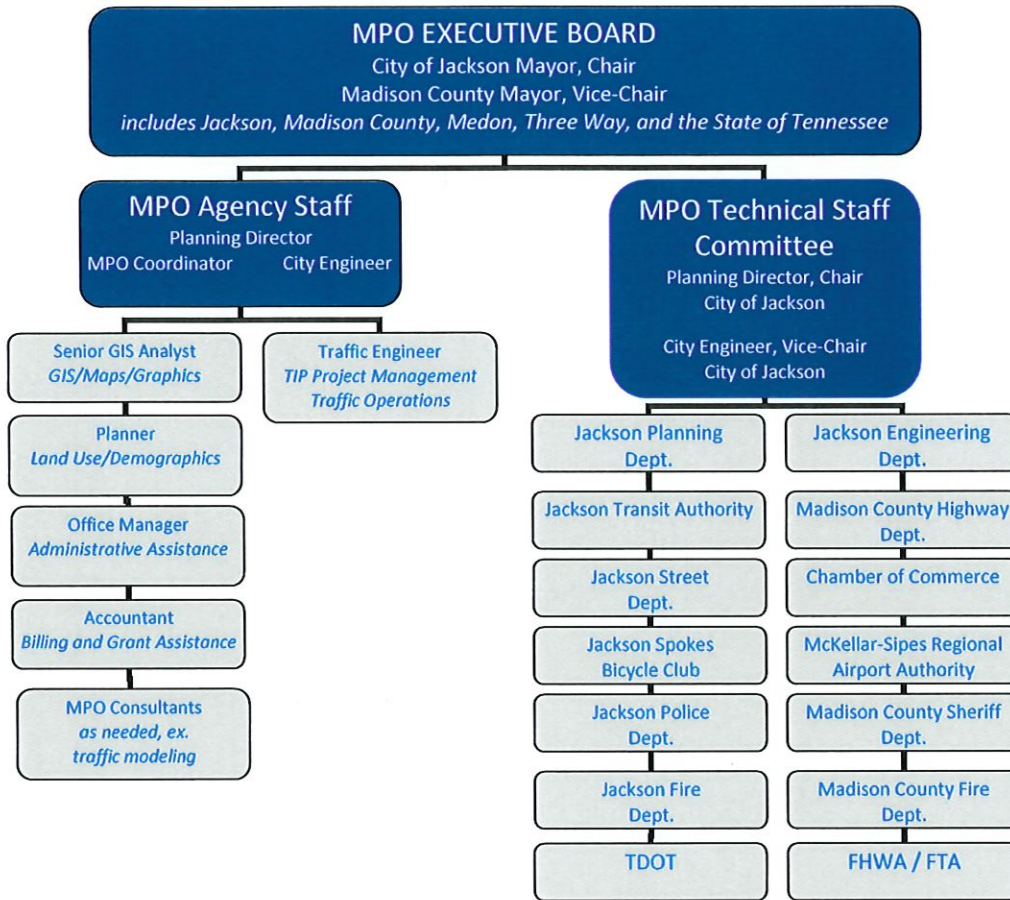 MPO EXECUTIVE BOARD
City of Jackson Mayor, Chair
Madison County Mayor, Vice-Chair
includes Jackson, Madison County, Medon, Three Way, and the State of Tennessee
MPO Agency Staff
Planning Director
MPO Coordinator City Engineer
MPO Technical Staff
Committee
Planning Director, Chair
City of Jackson
City Engineer, Vice-Chair
City of Jackson
Senior GIS Analyst
GIS/Maps/Graphics
Traffic Engineer
TIP Project Management
Traffic Operations
Planner
Land Use/Demographics
Office Manager
Administrative Assistance
Accountant
Billing and Grant Assistance
MPO Consultants
as needed, ex.
traffic modeling
Jackson Planning
Dept.
Jackson Engineering
Dept.
Jackson Transit Authority
Madison County Highway
Dept.
Jackson Street
Dept.
Chamber of Commerce
Jackson Spokes
Bicycle Club
McKellar-Sipes Regional
Airport Authority
Jackson Police
Dept.
Madison County Sheriff
Dept.
Jackson Fire
Dept.
Madison County Fire
Dept.
TDOT
FHWA / FTA